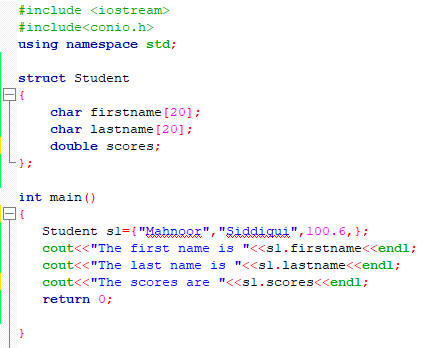 #include <iostream>
#include<conio.h>
using namespace std;
struct Student
{
char firstname[20];
char lastname[20];
double scores;
};
int main()
{
Student s1={"Mahnoor","Siddiqui",100.6,};
cout<<"The first name is "<<s1.firstname<<endl;
cout<<"The last name is "<<s1.lastname<<endl;
cout<<"The scores are "<<s1.scores<<endl;
return 0;
}